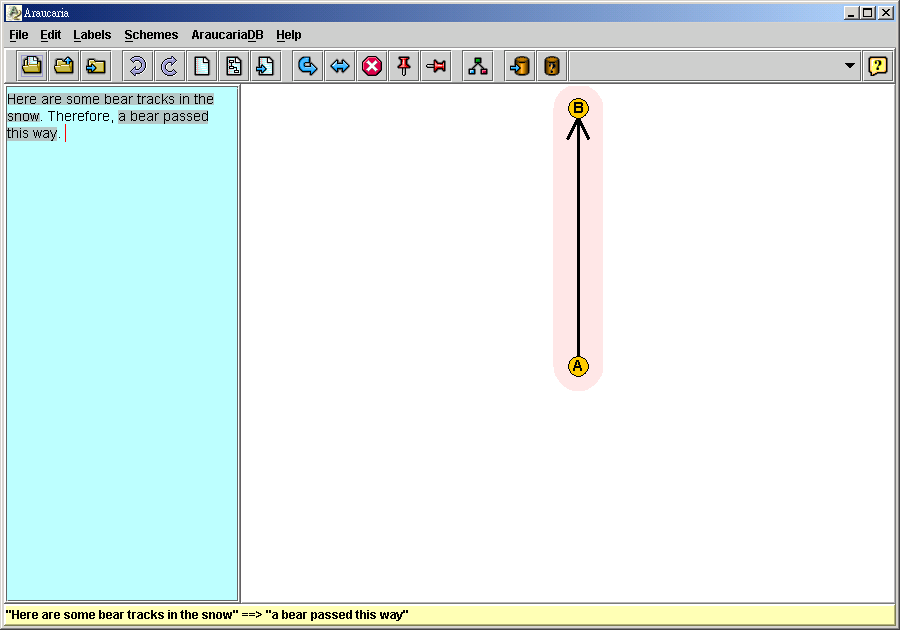 Araucaria
File Edit Labels Schemes AraucariaDB Help
Here are some bear tracks in the
snow. Therefore, a bear passed
this way.
B
A
"Here are some bear tracks in the snow" ==> "a bear passed this way"